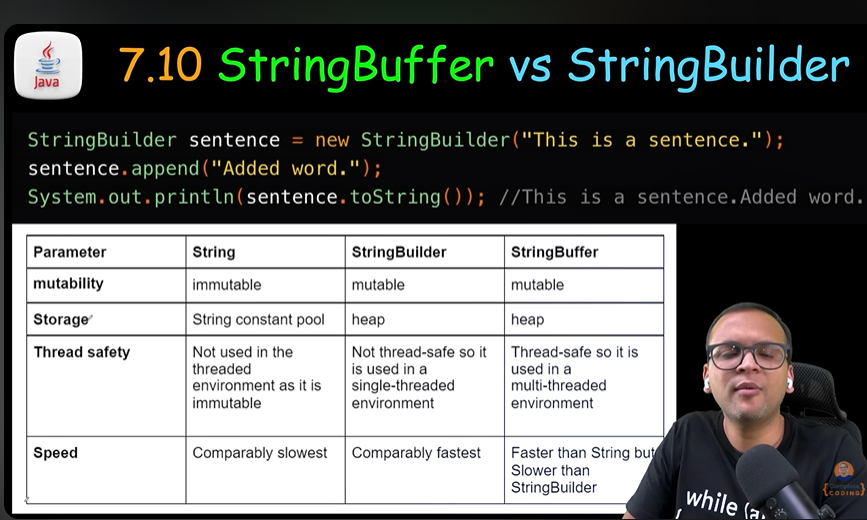 Java
7.10 StringBuffer vs StringBuilder
StringBuilder sentence = new StringBuilder("This is a sentence.");
sentence.append("Added word.");
System.out.println(sentence.toString()); //This is a sentence.Added word.
Parameter String StringBuilder StringBuffer
mutability immutable mutable mutable
Storage String constant pool heap heap
Thread safety
Not used in the
threaded
environment as it is
immutable
Not thread-safe so it
is used in a
single-threaded
environment
Thread-safe so it is
used in a
multi-threaded
environment
Speed Comparably slowest Comparably fastest
Faster than String but
Slower than
StringBuilder
while (a
{CODING}